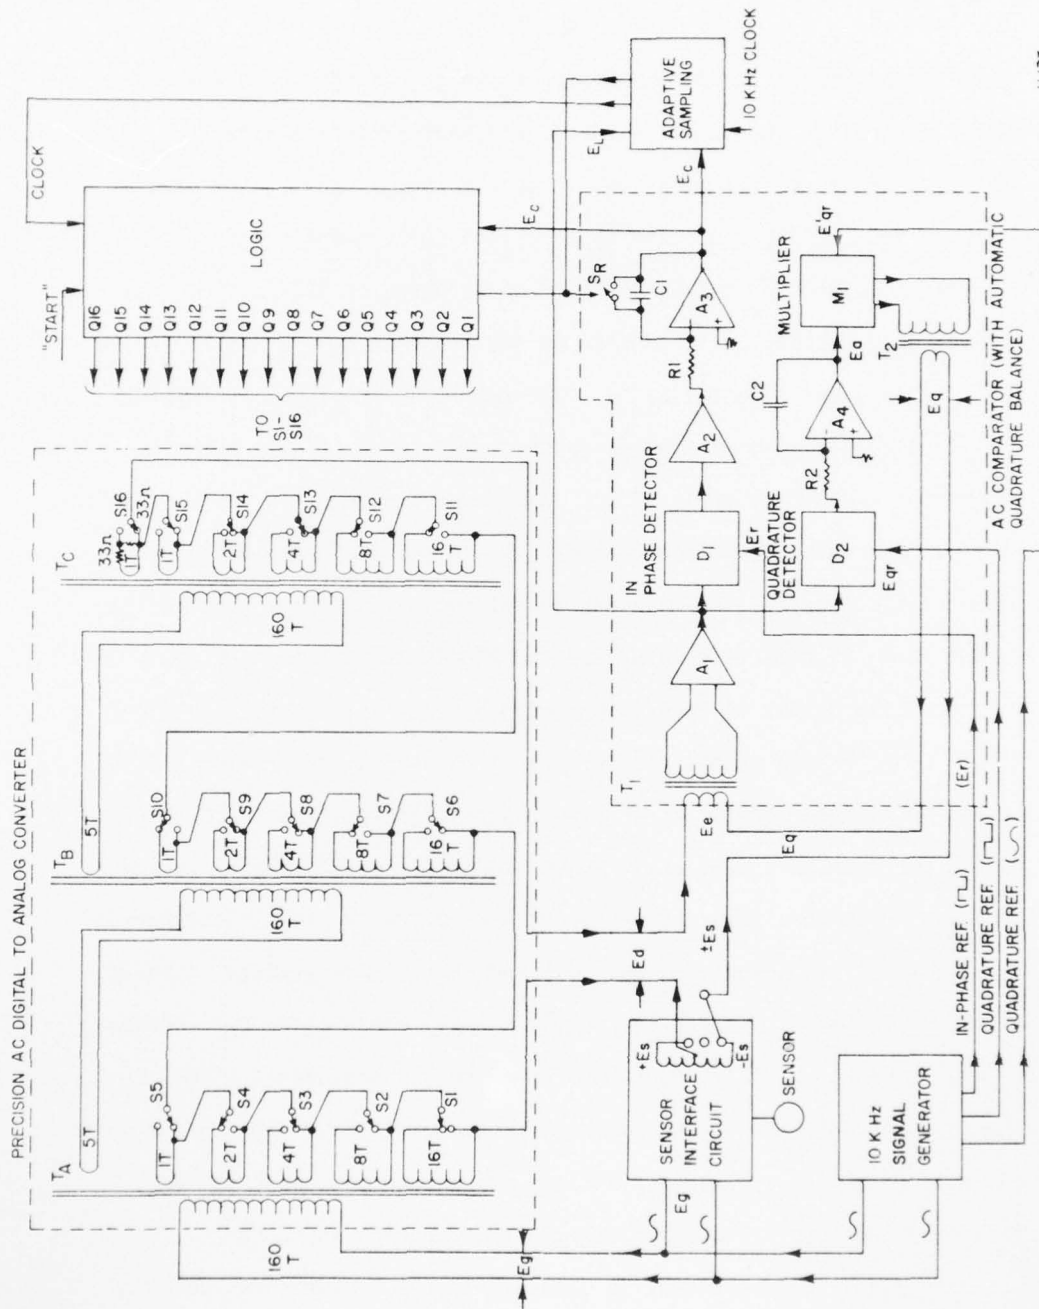 PRECISION AC DIGITAL TO ANALOG CONVERTER
TA
5T
TB
5T
TC
160
T
160
T
160
T
1T
S5
2T
S4
4T
S3
8T
S2
16T
S1
1T
S10
2T
S9
4T
S8
8T
S7
16
T
S6
33Ω
1T
S16
33Ω
1T
S15
2T
S14
4T
S13
8T
S12
16
T
S11
TO
S1-
S16
"START"
CLOCK
LOGIC
Q16
Q15
Q14
Q13
Q12
Q11
Q10
Q9
Q8
Q7
Q6
Q5
Q4
Q3
Q2
Q1
Ec
EL
ADAPTIVE
SAMPLING
10 KHz CLOCK
Ec
SR
C1
A3
+
R1
A2
IN
PHASE DETECTOR
D1
Er
A1
T1
Ee
QUADRATURE
DETECTOR
D2
Eqr
R2
C2
A4
+
Ea
MULTIPLIER
M1
E'qr
T2
Eq
AC COMPARATOR (WITH AUTOMATIC
QUADRATURE BALANCE)
Ed
Eq
±Es
+Es
-Es
SENSOR
INTERFACE
CIRCUIT
SENSOR
Eg
Eg
10 KHz
SIGNAL
GENERATOR
IN-PHASE REF. (
)
(Er)
QUADRATURE REF. (
)
QUADRATURE REF. (
)